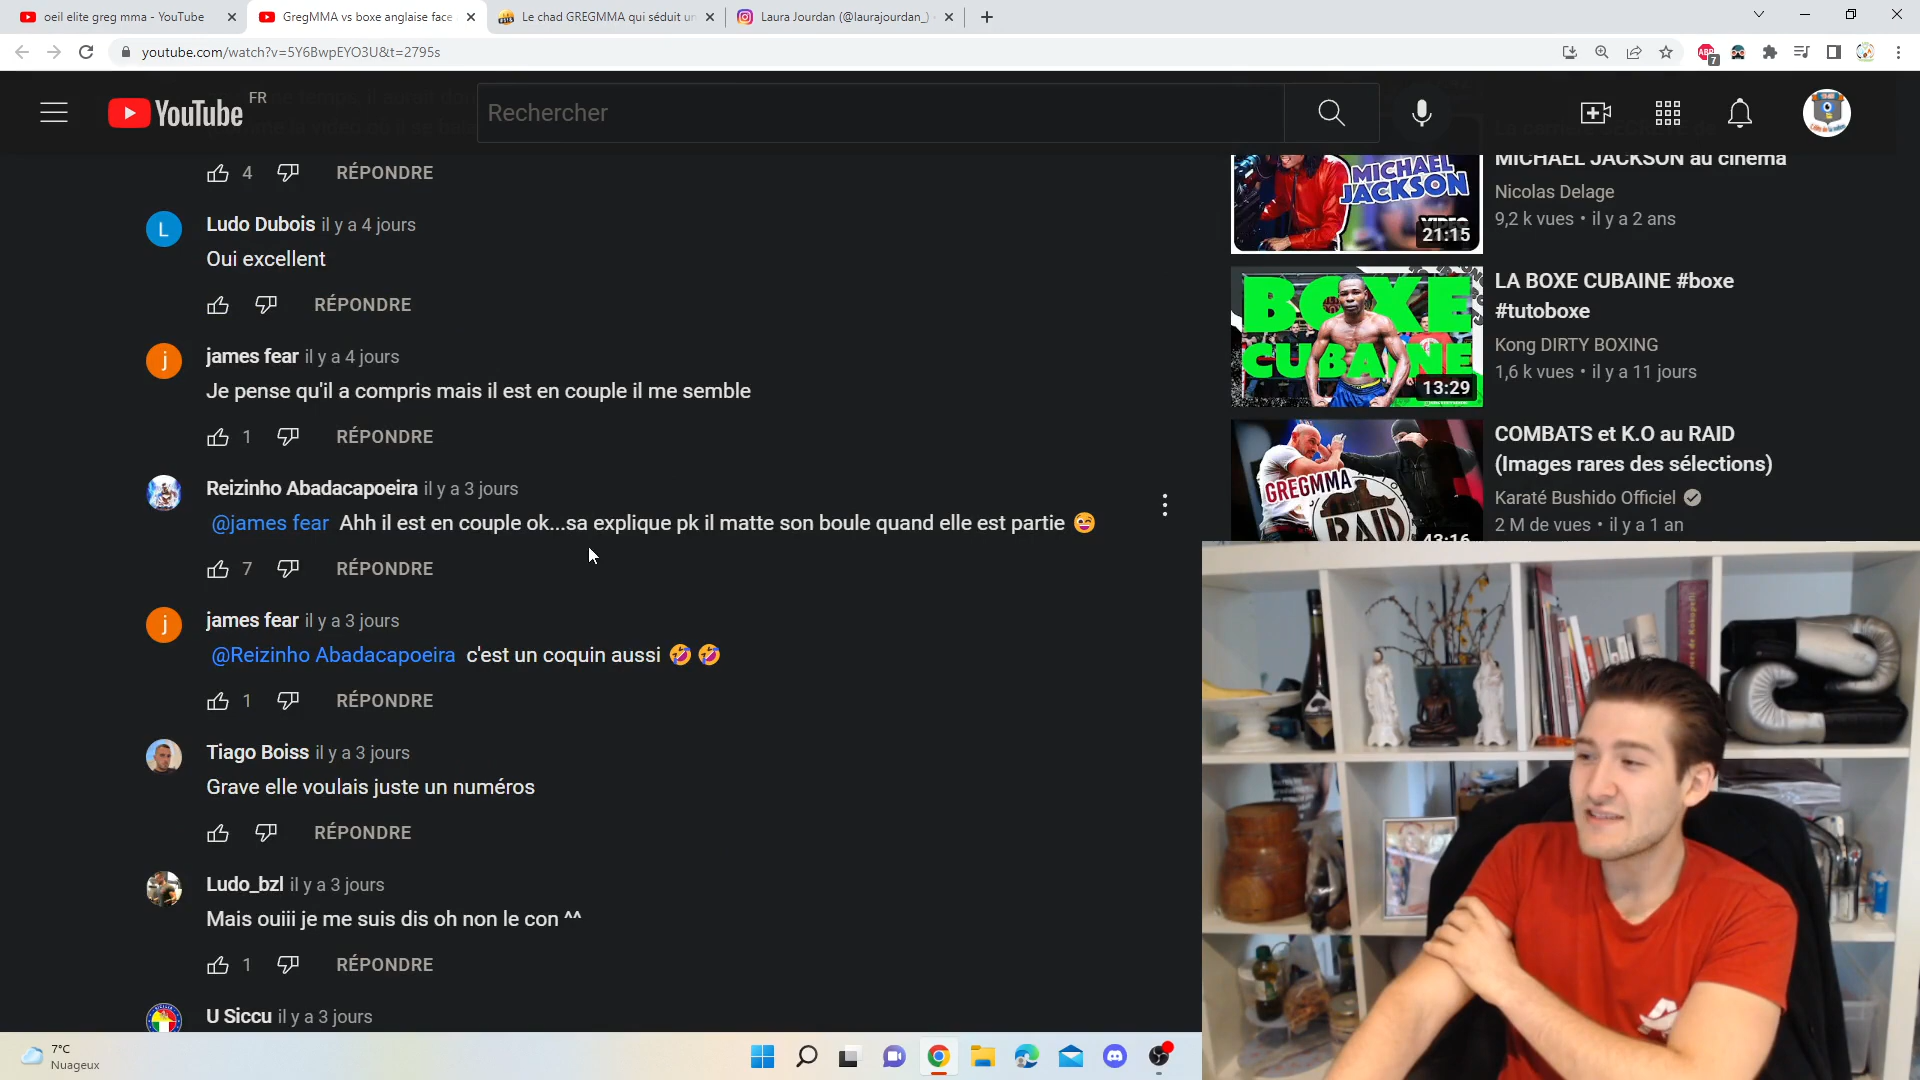 oeil elite greg mma - YouTube
GregMMA vs boxe anglaise face
Le chad GREGMMA qui séduit un
Laura Jourdan (@laurajourdan_)
youtube.com/watch?v=5Y6BwpEYO3U&t=2795s
ABP
7
YouTube
FR
Rechercher
4
RÉPONDRE
Ludo Dubois il y a 4 jours
Oui excellent
RÉPONDRE
j
james fear il y a 4 jours
Je pense qu'il a compris mais il est en couple il me semble
1
RÉPONDRE
Reizinho Abadacapoeira il y a 3 jours
@james fear Ahh il est en couple ok...sa explique pk il matte son boule quand elle est partie 😄
7
RÉPONDRE
j
james fear il y a 3 jours
@Reizinho Abadacapoeira c'est un coquin aussi 🤣 🤣
1
RÉPONDRE
Tiago Boiss il y a 3 jours
Grave elle voulais juste un numéros
RÉPONDRE
Ludo_bzl il y a 3 jours
Mais ouiii je me suis dis oh non le con ^^
1
RÉPONDRE
U Siccu il y a 3 jours
L
MICHAEL
JACKSON
VIDEO
21:15
MICHAEL JACKSON au cinéma
Nicolas Delage
9,2 k vues • il y a 2 ans
BOXE
CUBAINE
13:29
LA BOXE CUBAINE #boxe
#tutoboxe
Kong DIRTY BOXING
1,6 k vues • il y a 11 jours
GREGMMA
RAID
43:16
COMBATS et K.O au RAID
(Images rares des sélections)
Karaté Bushido Officiel
2 M de vues • il y a 1 an
7°C
Nuageux